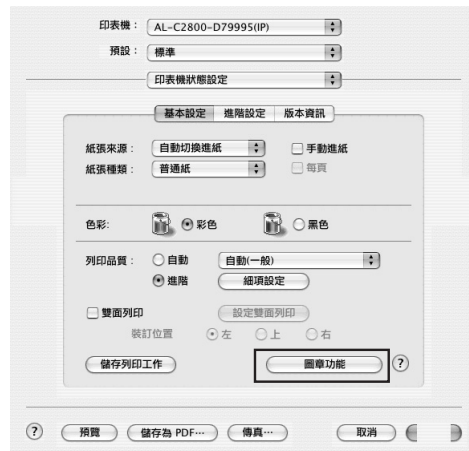 印表機： AL-C2800-D79995(IP)
預設： 標準
印表機狀態設定
基本設定 進階設定 版本資訊
紙張來源： 自動切換進紙 手動進紙
紙張種類： 普通紙 每頁
色彩: 彩色 黑色
列印品質： 自動 自動(一般)
進階 細項設定
雙面列印 設定雙面列印
裝訂位置 左 上 右
儲存列印工作 圖章功能 ?
? 預覽 儲存為 PDF⋯ 傳真⋯ 取消